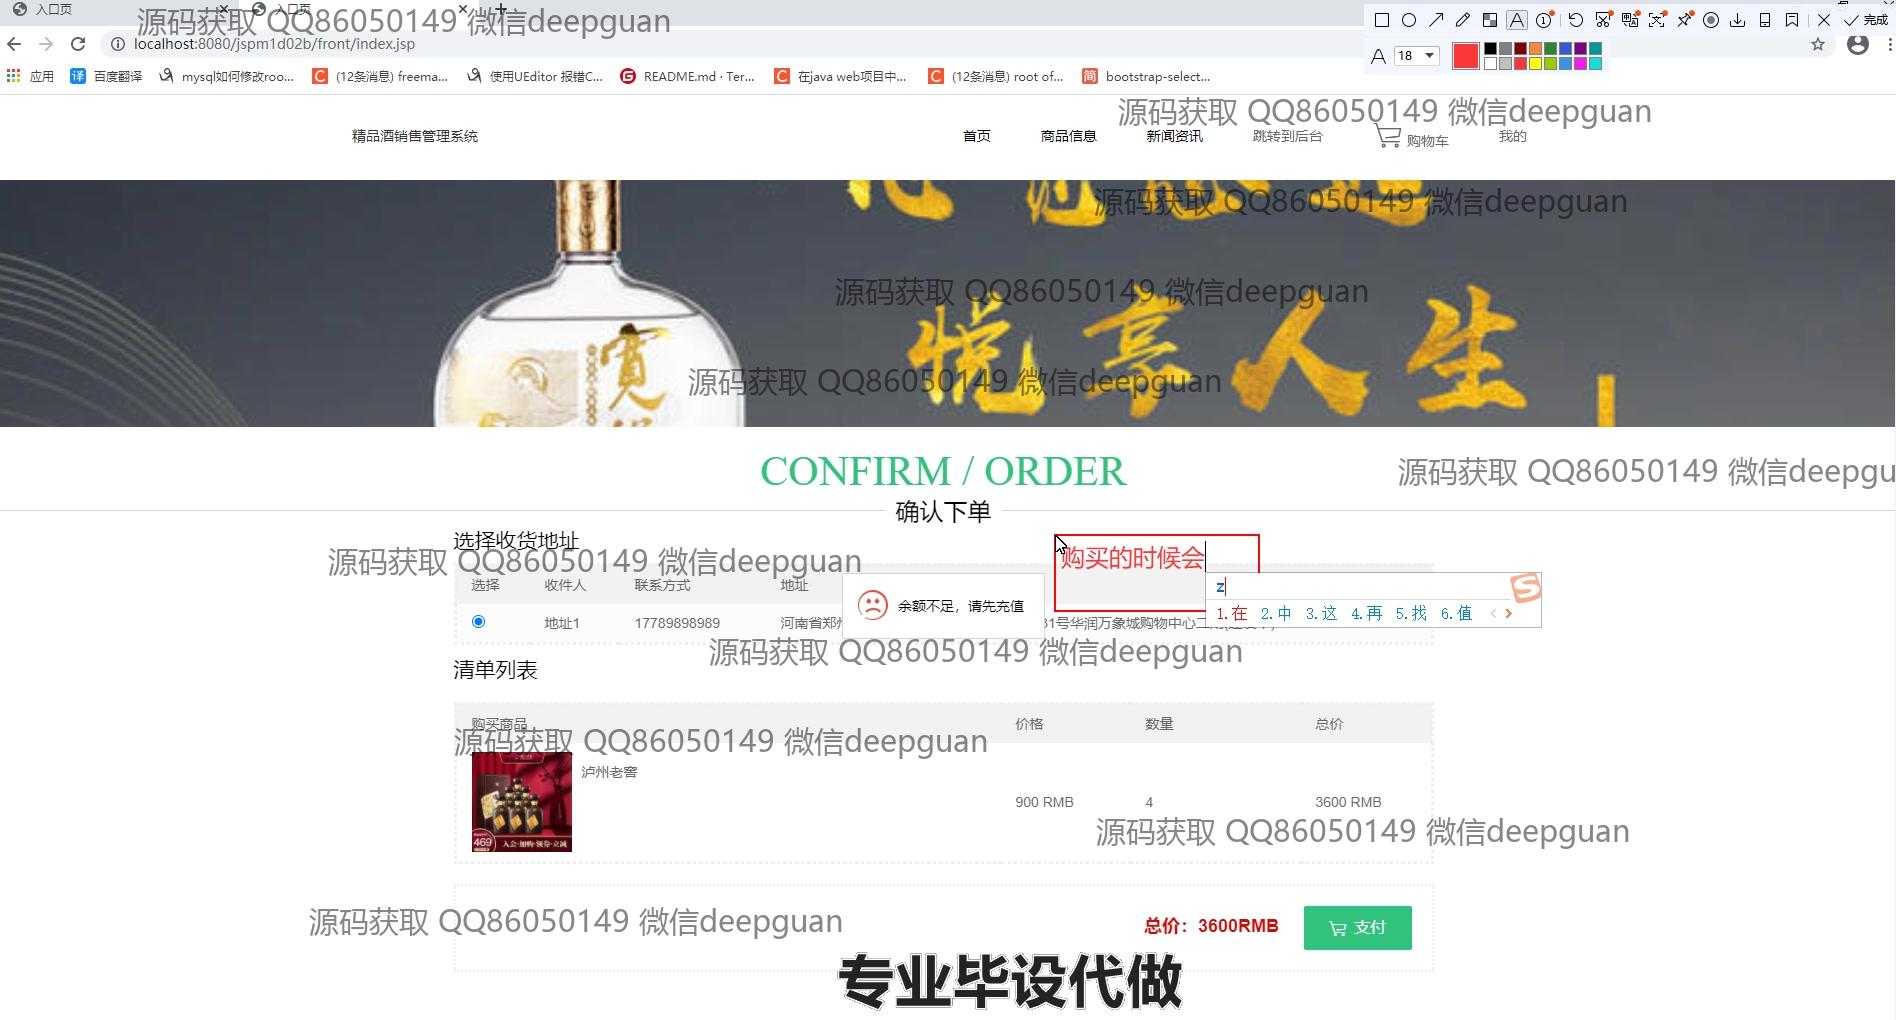 入口页
入口页
源码获取 QQ86050149 微信deepguan
localhost:8080/jspm1d02b/front/index.jsp
完成
A 18
应用 百度翻译 mysql如何修改roo... (12条消息) freema... 使用UEditor 报错C... README.md · Ter... 在java web项目中... (12条消息) root of... bootstrap-select...
源码获取 QQ86050149 微信deepguan
精品酒销售管理系统 首页 商品信息 新闻资讯 跳转到后台 购物车 我的
源码获取 QQ86050149 微信deepguan
源码获取 QQ86050149 微信deepguan
悦享人生
宽
源码获取 QQ86050149 微信deepguan
CONFIRM / ORDER
源码获取 QQ86050149 微信deepgu
确认下单
选择收货地址
购买的时候会
源码获取 QQ86050149 微信deepguan
选择 收件人 联系方式 地址
z
余额不足，请先充值
1.在 2.中 3.这 4.再 5.找 6.值
地址1 17789898989 河南省郑 31号华润万象城购物中心二
源码获取 QQ86050149 微信deepguan
清单列表
购买商品 价格 数量 总价
源码获取 QQ86050149 微信deepguan
泸州老窖
900 RMB 4 3600 RMB
469 入会·加购·领券·立减
源码获取 QQ86050149 微信deepguan
源码获取 QQ86050149 微信deepguan
总价：3600RMB 支付
专业毕设代做